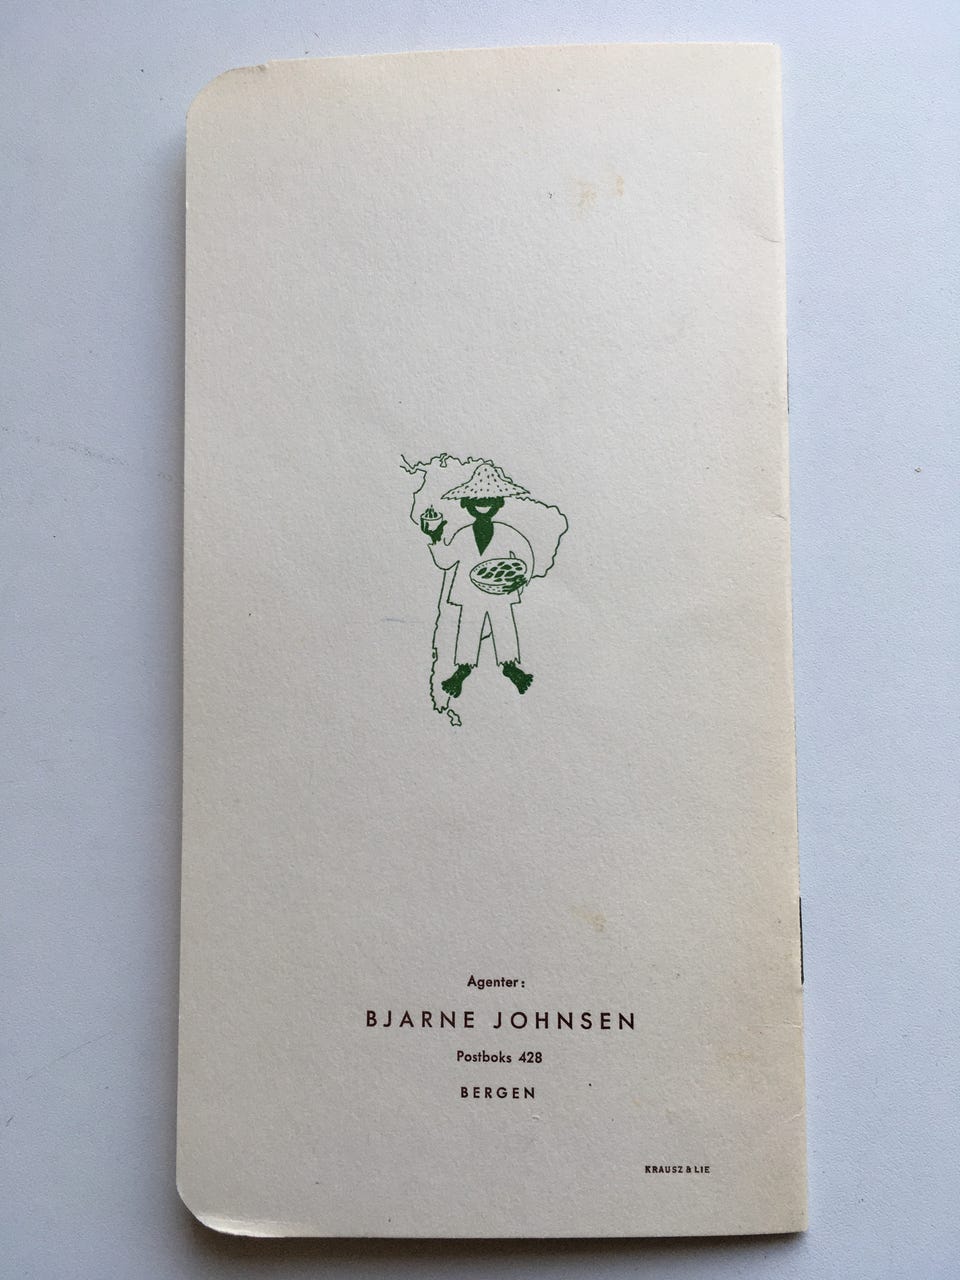 Agenter:
BJARNE JOHNSEN
Postboks 428
BERGEN
KRAUSZ & LIE